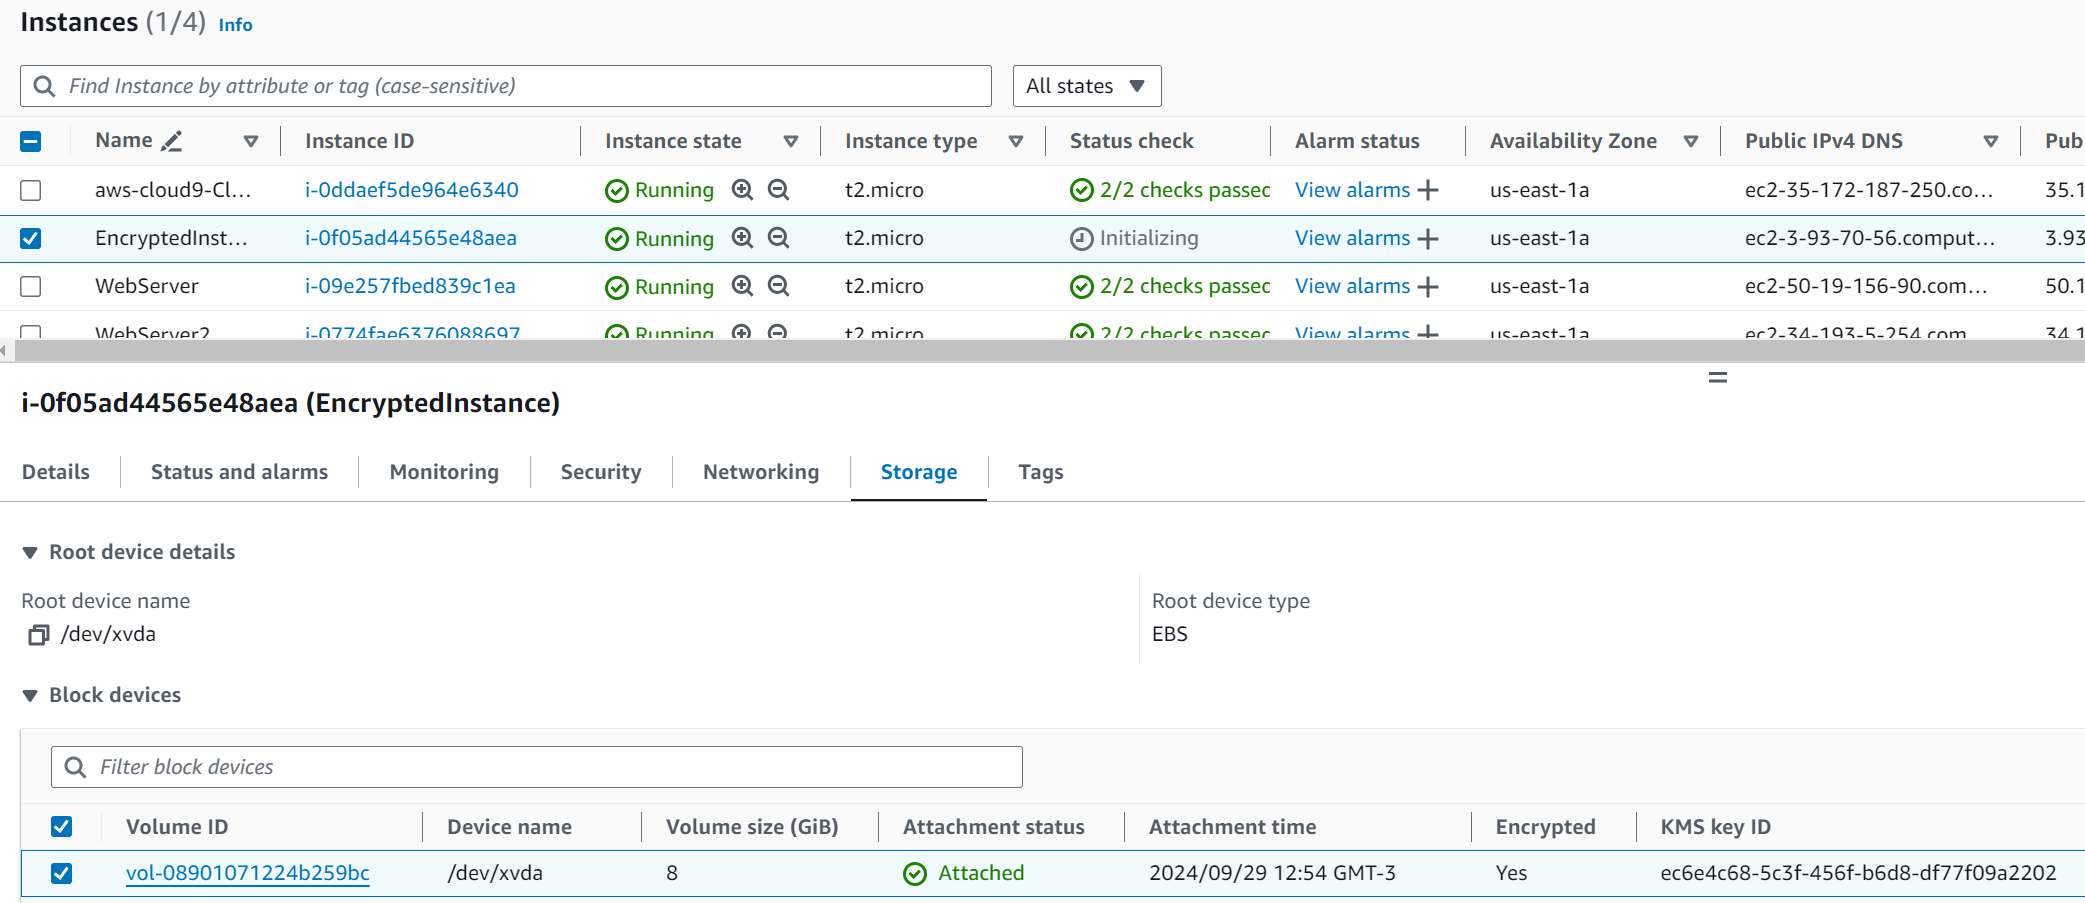 Instances (1/4) Info
Find Instance by attribute or tag (case-sensitive)
All states
Name Instance ID Instance state Instance type Status check Alarm status Availability Zone Public IPv4 DNS Pub
aws-cloud9-Cl... i-0ddaef5de964e6340 Running t2.micro 2/2 checks passed View alarms + us-east-1a ec2-35-172-187-250.co... 35.1
EncryptedInst... i-0f05ad44565e48aea Running t2.micro Initializing View alarms + us-east-1a ec2-3-93-70-56.comput... 3.93
WebServer i-09e257fbed839c1ea Running t2.micro 2/2 checks passed View alarms + us-east-1a ec2-50-19-156-90.com... 50.1
WebServer2 i-0774fae6376088697 Running t2.micro 2/2 checks passed View alarms + us-east-1a ec2-34-193-5-254.com 34.1
i-0f05ad44565e48aea (EncryptedInstance)
Details Status and alarms Monitoring Security Networking Storage Tags
Root device details
Root device name
/dev/xvda
Root device type
EBS
Block devices
Filter block devices
Volume ID Device name Volume size (GiB) Attachment status Attachment time Encrypted KMS key ID
vol-08901071224b259bc /dev/xvda 8 Attached 2024/09/29 12:54 GMT-3 Yes ec6e4c68-5c3f-456f-b6d8-df77f09a2202